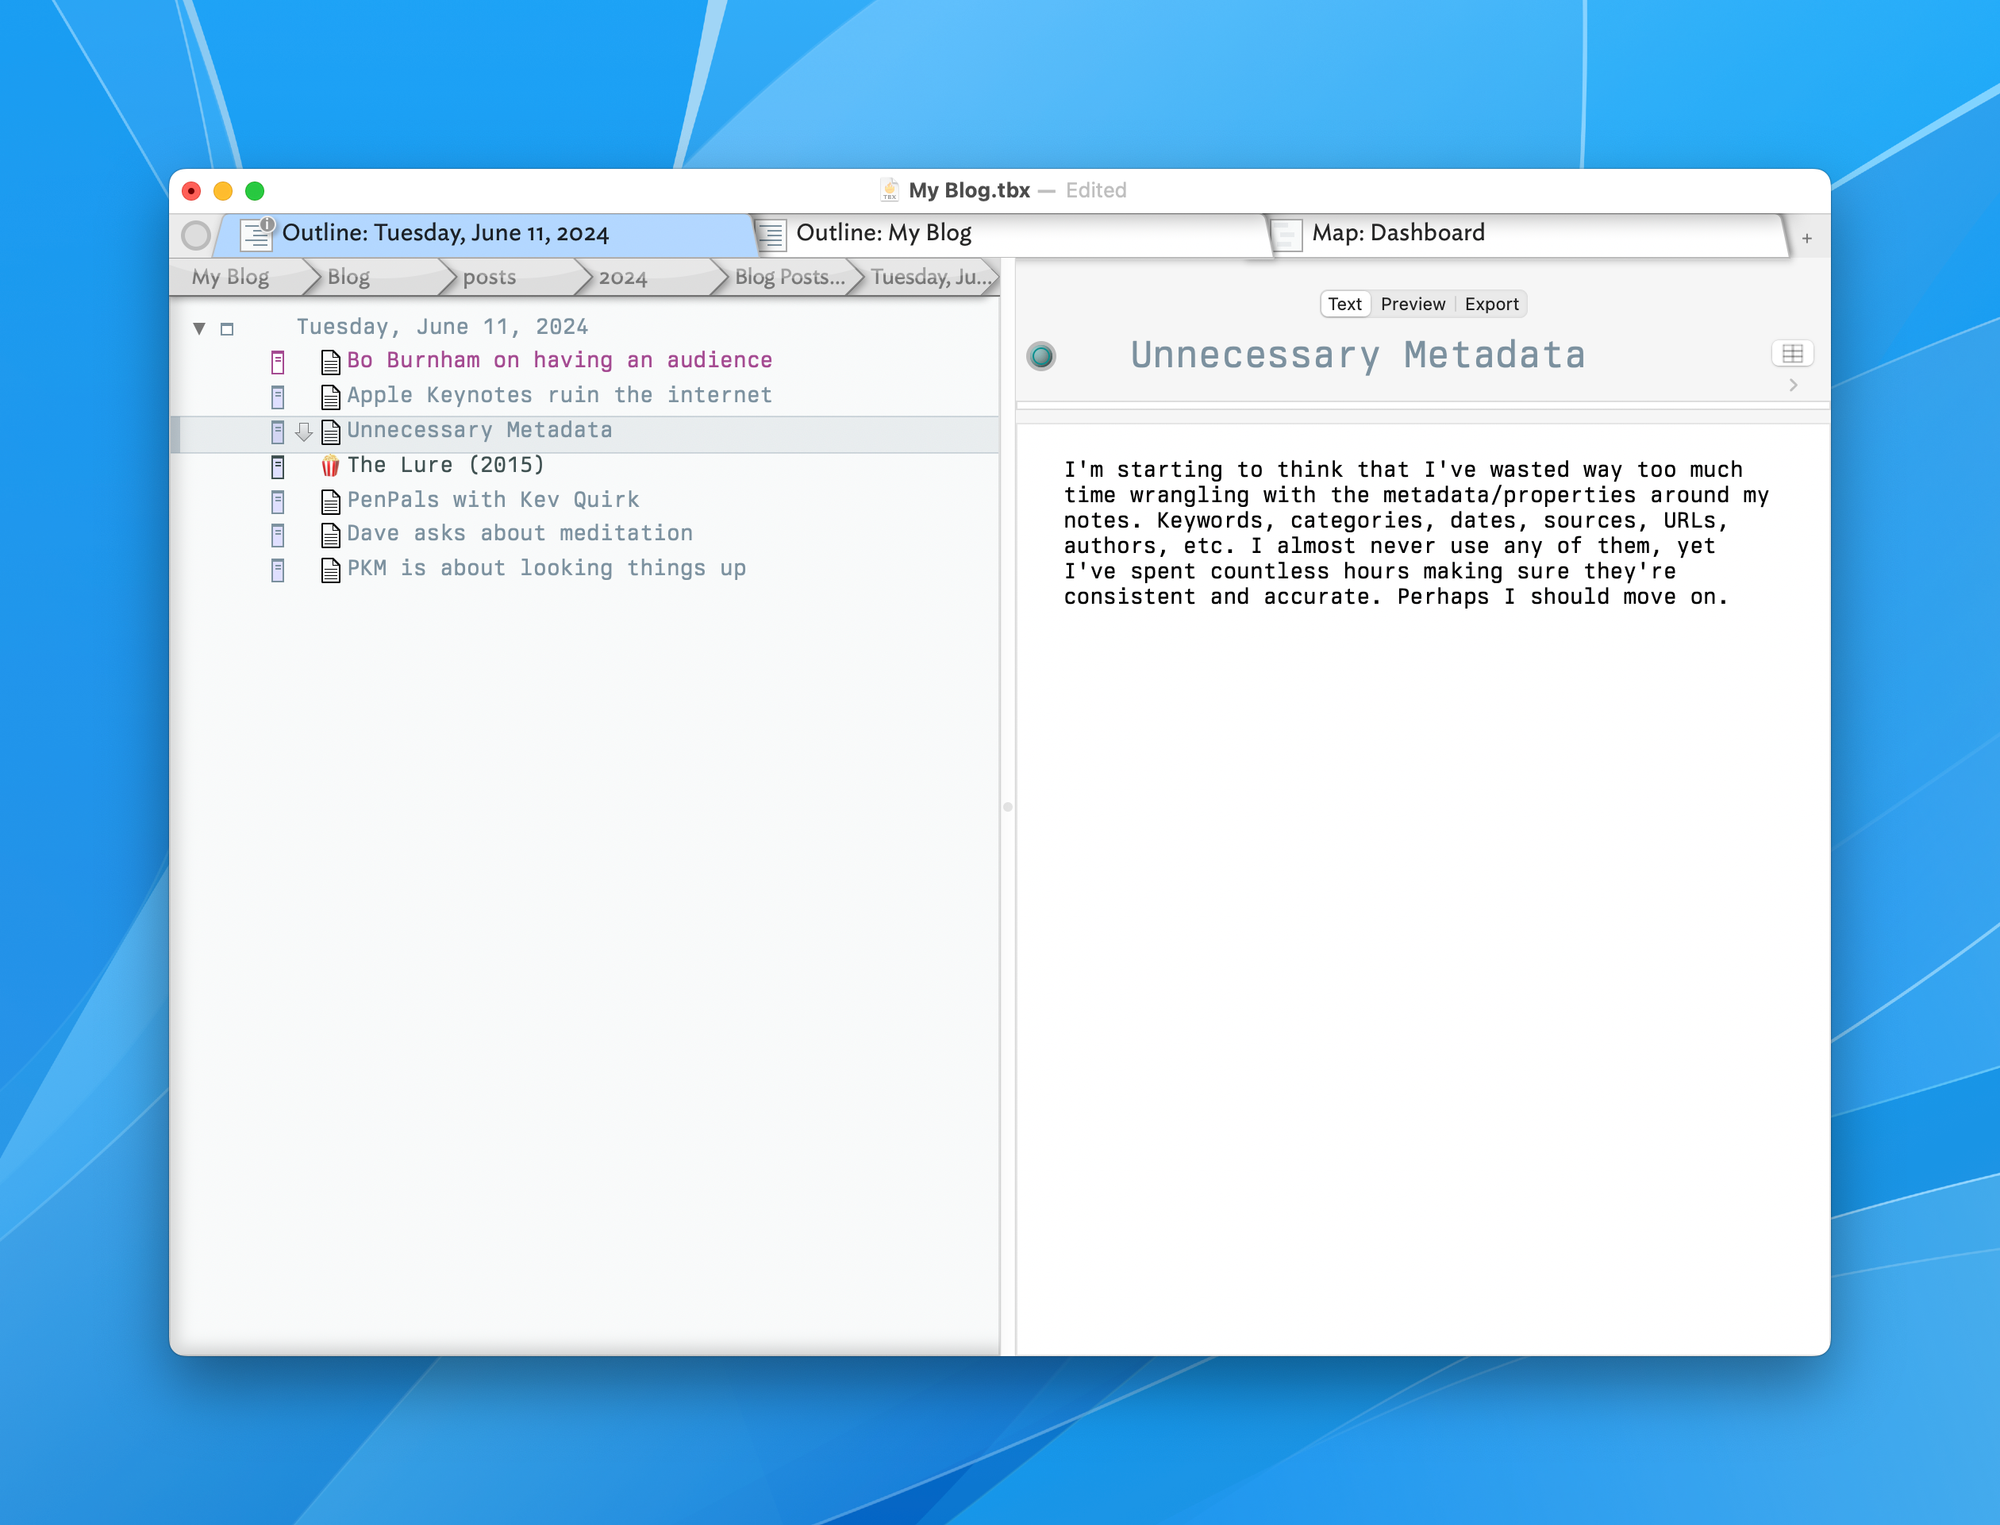 My Blog.tbx — Edited
Outline: Tuesday, June 11, 2024
Outline: My Blog
Map: Dashboard
+
My Blog
Blog
posts
2024
Blog Posts...
Tuesday, Ju...
Tuesday, June 11, 2024
Bo Burnham on having an audience
Apple Keynotes ruin the internet
Unnecessary Metadata
The Lure (2015)
PenPals with Kev Quirk
Dave asks about meditation
PKM is about looking things up
Text
Preview
Export
Unnecessary Metadata
I'm starting to think that I've wasted way too much
time wrangling with the metadata/properties around my
notes. Keywords, categories, dates, sources, URLs,
authors, etc. I almost never use any of them, yet
I've spent countless hours making sure they're
consistent and accurate. Perhaps I should move on.